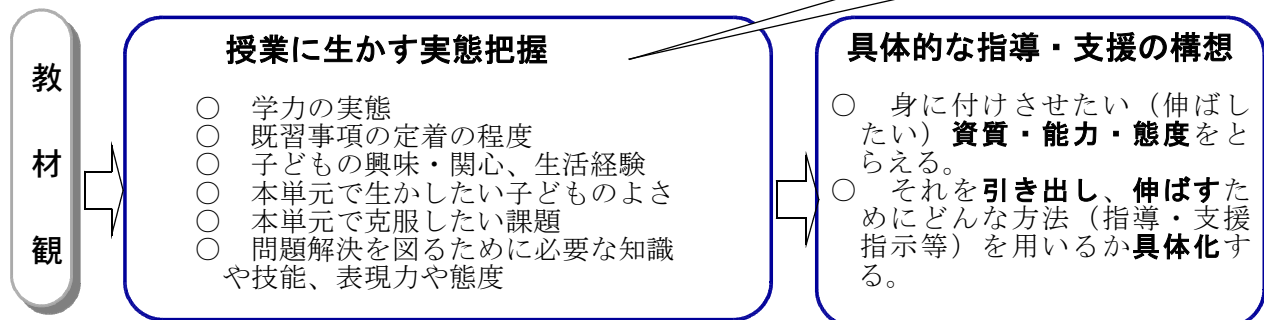 教材観
授業に生かす実態把握
○　学力の実態
○　既習事項の定着の程度
○　子どもの興味・関心、生活経験
○　本単元で生かしたい子どものよさ
○　本単元で克服したい課題
○　問題解決を図るために必要な知識
や技能、表現力や態度
具体的な指導・支援の構想
○　身に付けさせたい（伸ばし
たい）資質・能力・態度をと
らえる。
○　それを引き出し、伸ばすた
めにどんな方法（指導・支援
指示等）を用いるか具体化す
る。